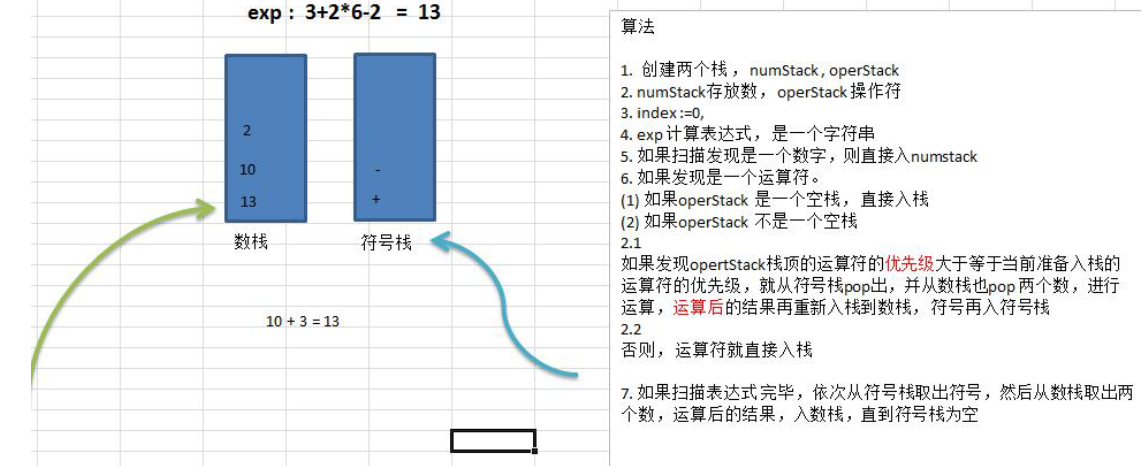 exp : 3+2*6-2 = 13
2
10
13
-
+
数栈
符号栈
10 + 3 = 13
算法
1. 创建两个栈 , numStack , operStack
2. numStack存放数，operStack 操作符
3. index :=0,
4. exp 计算表达式，是一个字符串
5. 如果扫描发现是一个数字，则直接入numstack
6. 如果发现是一个运算符。
(1) 如果operStack 是一个空栈，直接入栈
(2) 如果operStack 不是一个空栈
2.1
如果发现opertStack栈顶的运算符的优先级大于等于当前准备入栈的
运算符的优先级，就从符号栈pop出，并从数栈也pop 两个数，进行
运算，运算后的结果再重新入栈到数栈，符号再入符号栈
2.2
否则，运算符就直接入栈
7. 如果扫描表达式 完毕，依次从符号栈取出符号，然后从数栈取出两
个数，运算后的结果，入数栈，直到符号栈为空